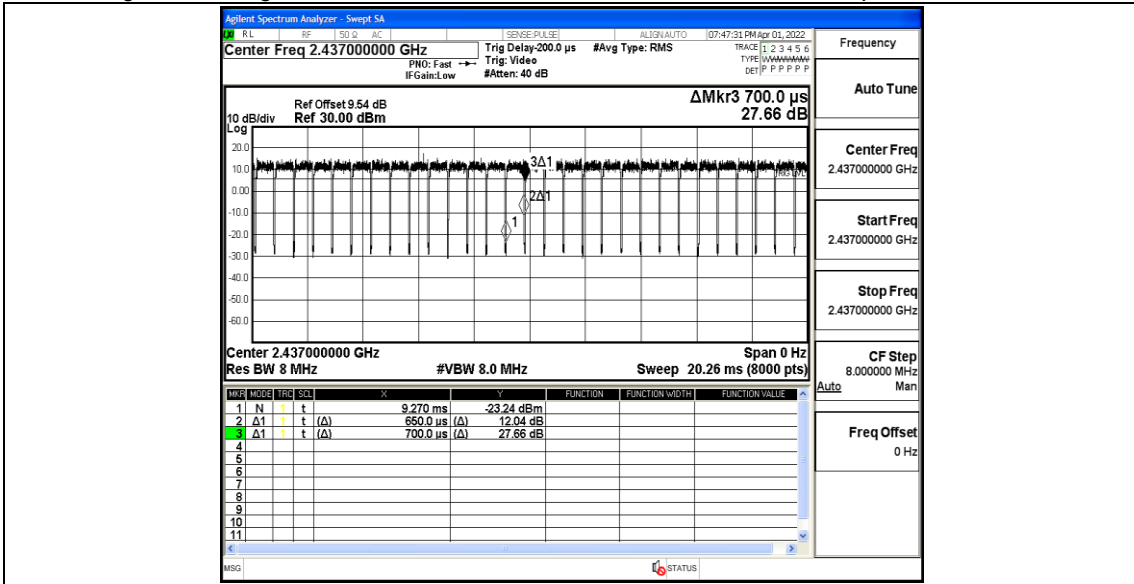 Agilent Spectrum Analyzer - Swept SA
RL RF 50 Ω AC SENSE:PULSE ALIGN AUTO 07:47:31 PM Apr 01, 2022
Center Freq 2.437000000 GHz
PNO: Fast
IFGain:Low
Trig Delay-200.0 µs
Trig: Video
#Atten: 40 dB
#Avg Type: RMS
TRACE 1 2 3 4 5 6
TYPE WWWWWW
DET P P P P P P
Frequency
ΔMkr3 700.0 µs
27.66 dB
Ref Offset 9.54 dB
10 dB/div Ref 30.00 dBm
Log
20.0
10.0
0.00
-10.0
-20.0
-30.0
-40.0
-50.0
-60.0
3Δ1
TRIG LVL
2Δ1
1
Center 2.437000000 GHz Span 0 Hz
Res BW 8 MHz #VBW 8.0 MHz Sweep 20.26 ms (8000 pts)
MKR MODE TRC SCL X Y FUNCTION FUNCTION WIDTH FUNCTION VALUE
1 N 1 t 9.270 ms -23.24 dBm
2 Δ1 1 t (Δ) 650.0 µs (Δ) 12.04 dB
3 Δ1 1 t (Δ) 700.0 µs (Δ) 27.66 dB
4
5
6
7
8
9
10
11
MSG STATUS
Auto Tune
Center Freq
2.437000000 GHz
Start Freq
2.437000000 GHz
Stop Freq
2.437000000 GHz
CF Step
8.000000 MHz
Auto Man
Freq Offset
0 Hz